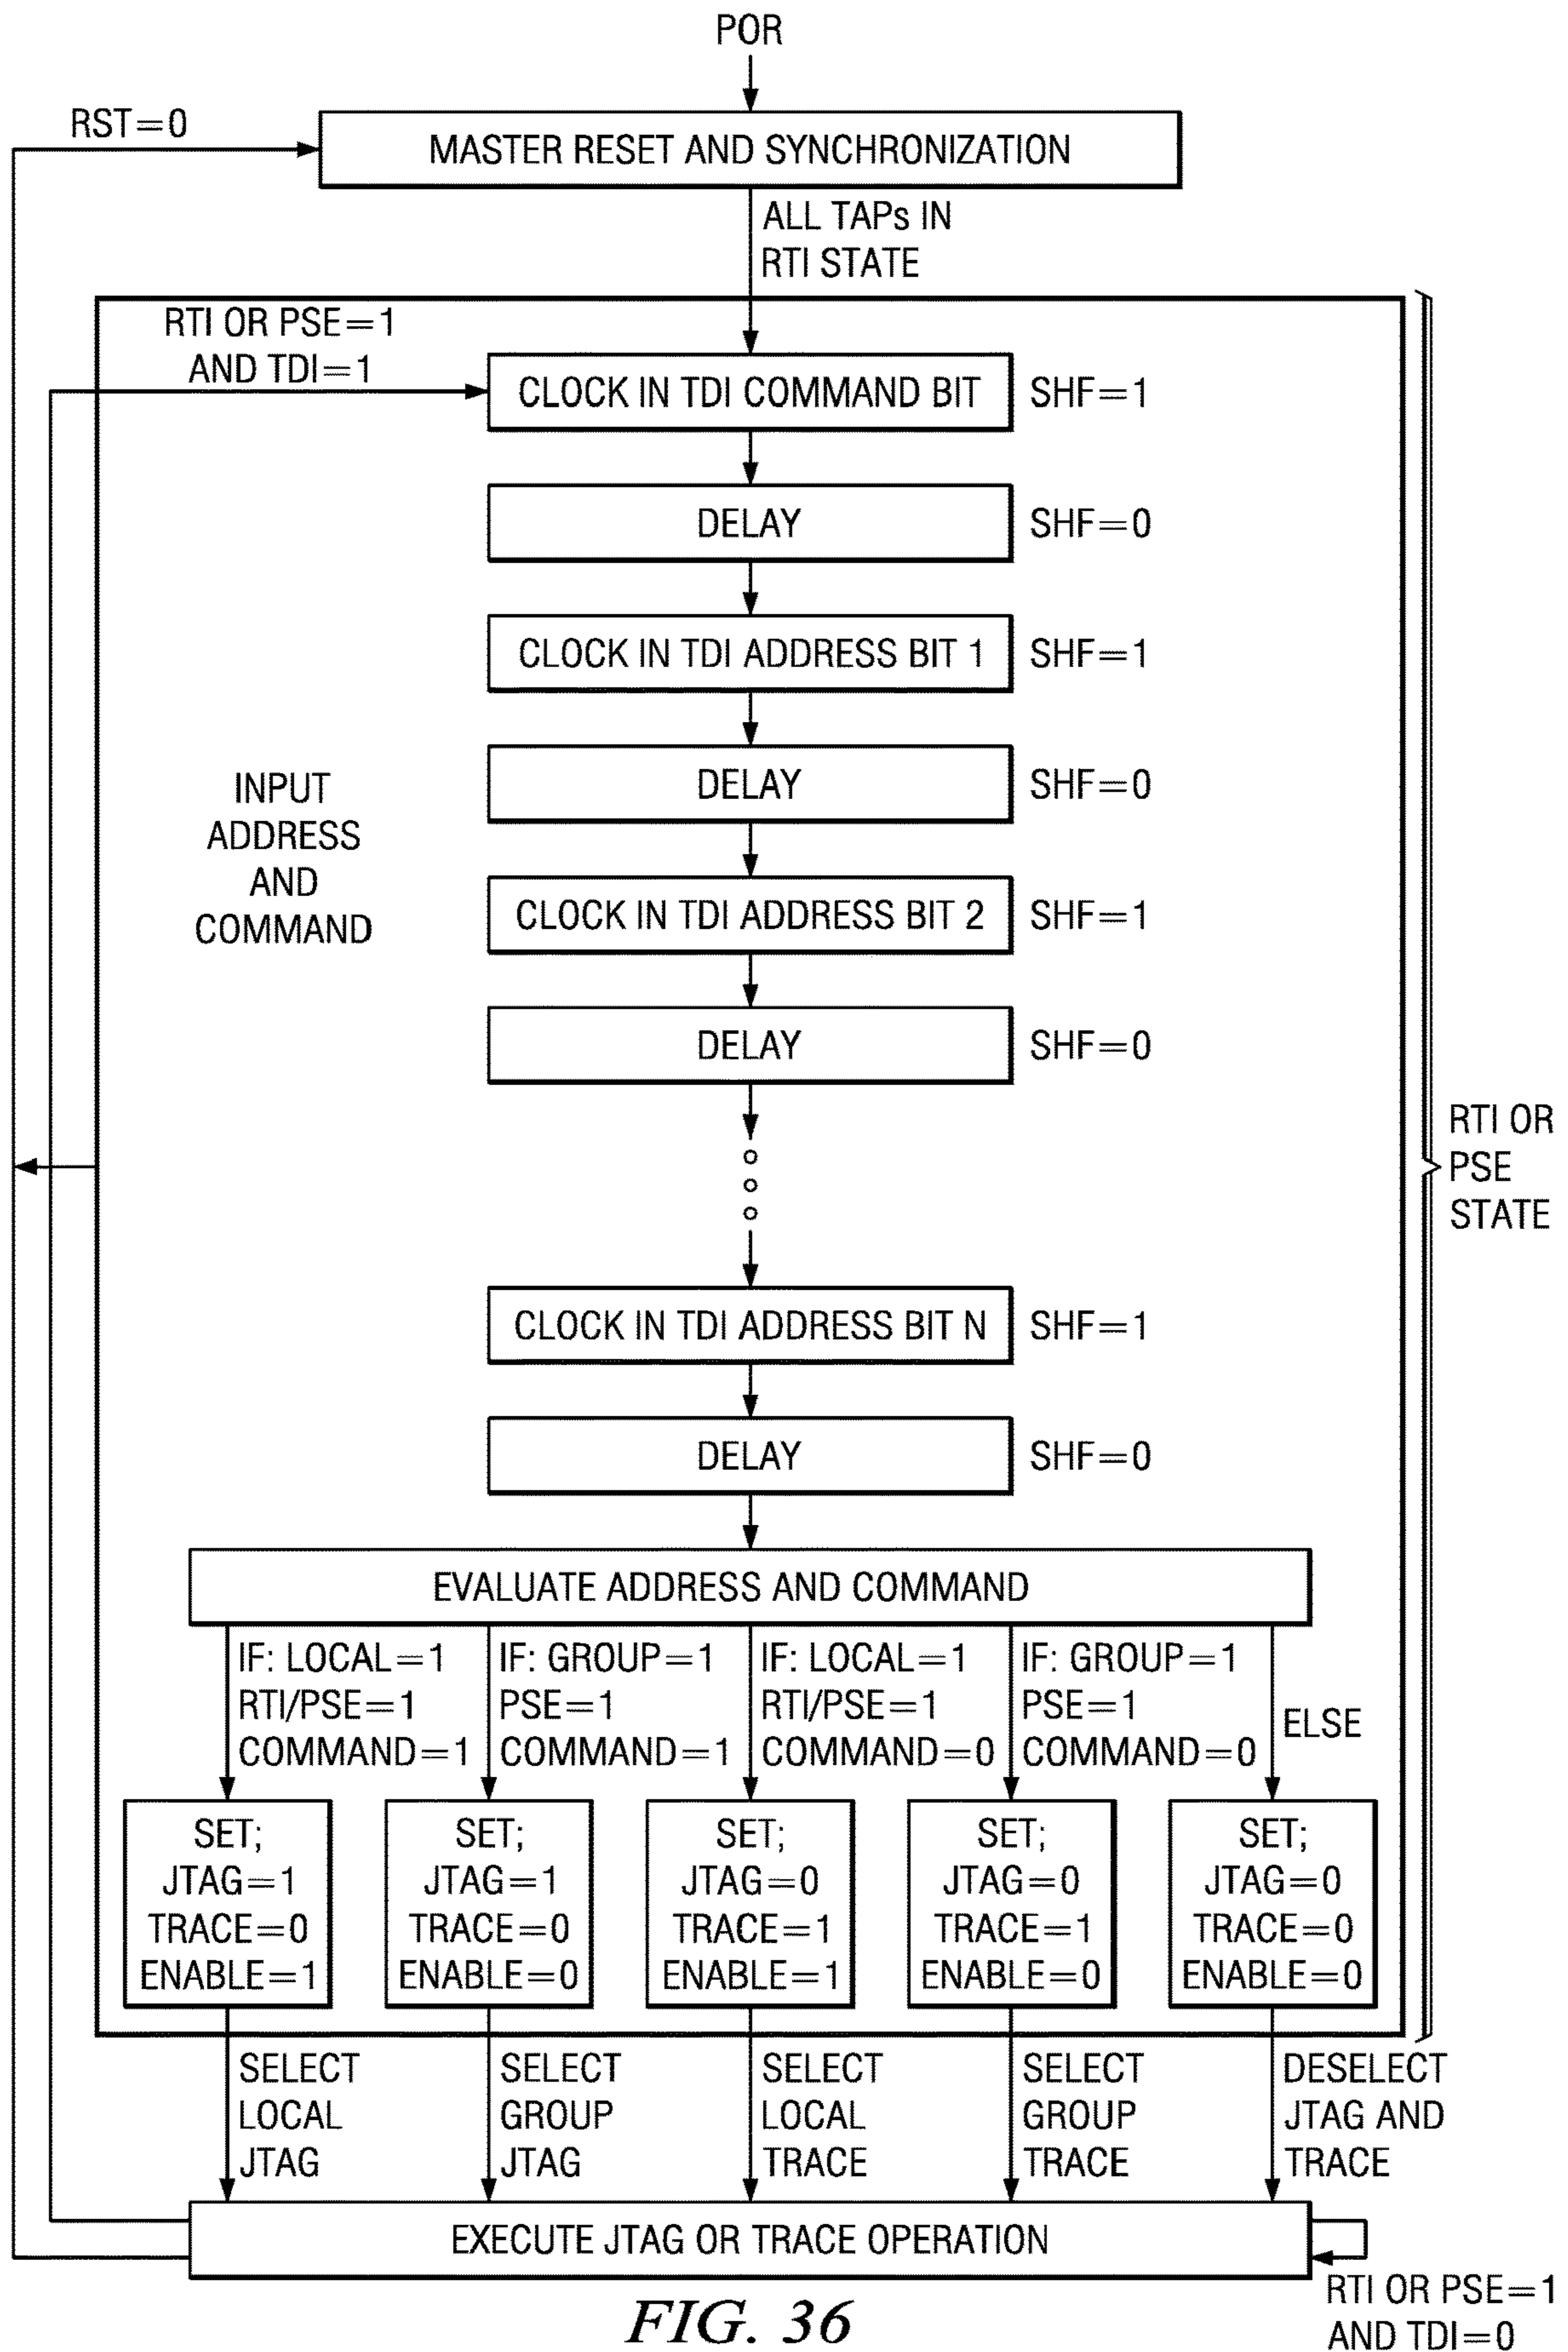 POR
RST=0
MASTER RESET AND SYNCHRONIZATION
ALL TAPs IN
RTI STATE
RTI OR PSE=1
AND TDI=1
CLOCK IN TDI COMMAND BIT
SHF=1
DELAY
SHF=0
CLOCK IN TDI ADDRESS BIT 1
SHF=1
DELAY
SHF=0
INPUT
ADDRESS
AND
COMMAND
CLOCK IN TDI ADDRESS BIT 2
SHF=1
DELAY
SHF=0
RTI OR
PSE
STATE
CLOCK IN TDI ADDRESS BIT N
SHF=1
DELAY
SHF=0
EVALUATE ADDRESS AND COMMAND
IF: LOCAL=1
RTI/PSE=1
COMMAND=1
IF: GROUP=1
PSE=1
COMMAND=1
IF: LOCAL=1
RTI/PSE=1
COMMAND=0
IF: GROUP=1
PSE=1
COMMAND=0
ELSE
SET;
JTAG=1
TRACE=0
ENABLE=1
SET;
JTAG=1
TRACE=0
ENABLE=0
SET;
JTAG=0
TRACE=1
ENABLE=1
SET;
JTAG=0
TRACE=1
ENABLE=0
SET;
JTAG=0
TRACE=0
ENABLE=0
SELECT
LOCAL
JTAG
SELECT
GROUP
JTAG
SELECT
LOCAL
TRACE
SELECT
GROUP
TRACE
DESELECT
JTAG AND
TRACE
EXECUTE JTAG OR TRACE OPERATION
RTI OR PSE=1
AND TDI=0
FIG. 36